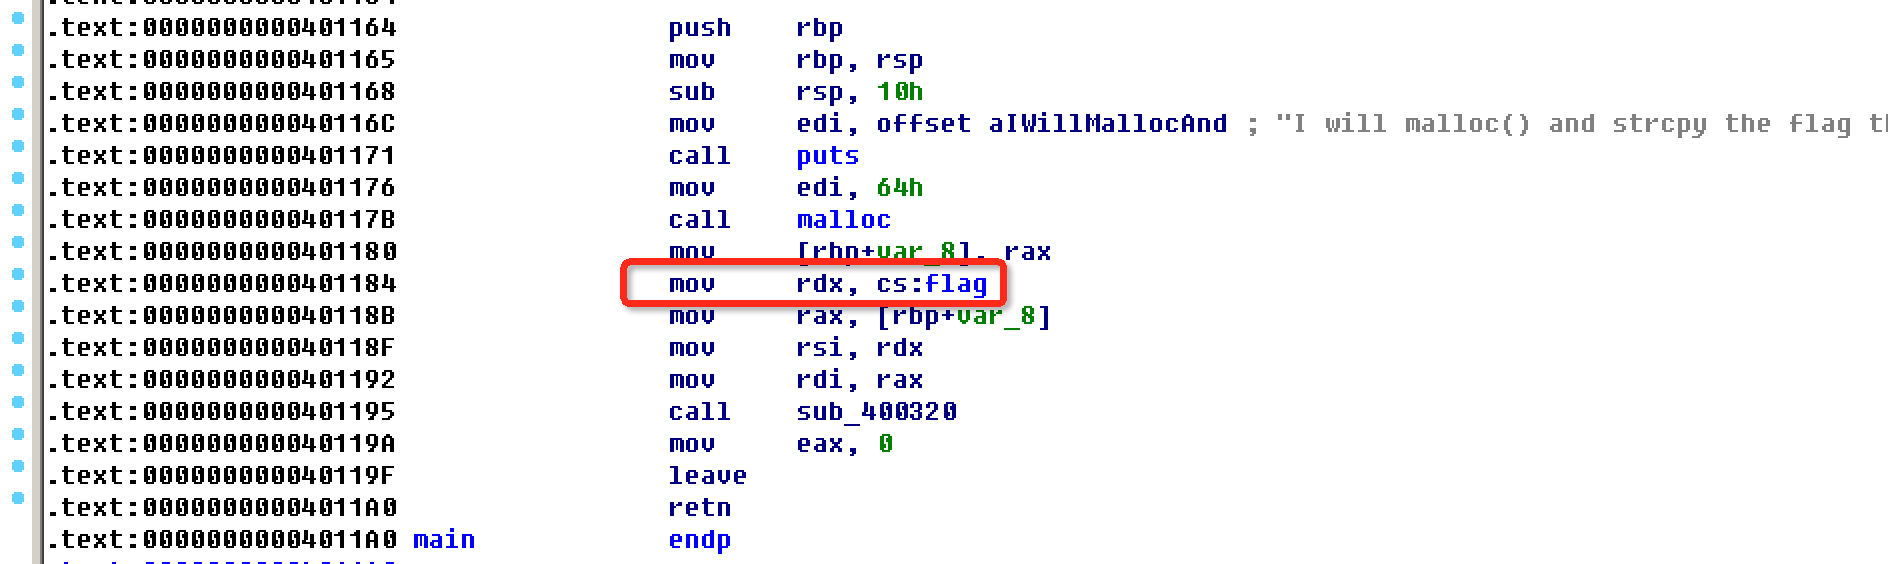 .text:0000000000401164 push rbp
.text:0000000000401165 mov rbp, rsp
.text:0000000000401168 sub rsp, 10h
.text:000000000040116C mov edi, offset aIWillMallocAnd ; "I will malloc() and strcpy the flag
.text:0000000000401171 call puts
.text:0000000000401176 mov edi, 64h
.text:000000000040117B call malloc
.text:0000000000401180 mov [rbp+var_8], rax
.text:0000000000401184 mov rdx, cs:flag
.text:000000000040118B mov rax, [rbp+var_8]
.text:000000000040118F mov rsi, rdx
.text:0000000000401192 mov rdi, rax
.text:0000000000401195 call sub_400320
.text:000000000040119A mov eax, 0
.text:000000000040119F leave
.text:00000000004011A0 retn
.text:00000000004011A0 main endp